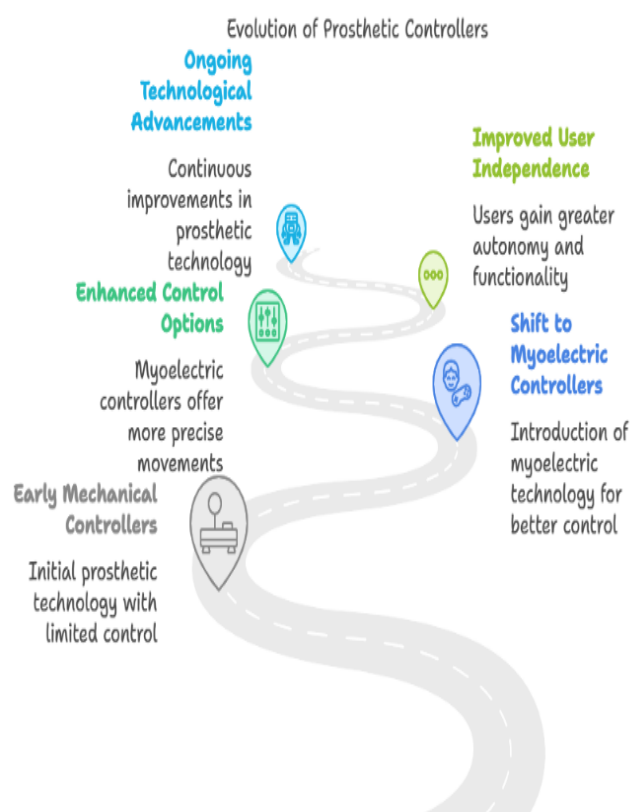 Evolution of Prosthetic Controllers
Ongoing
Technological
Advancements
Continuous
improvements in
prosthetic
technology
Improved User
Independence
Users gain greater
autonomy and
functionality
Enhanced Control
Options
Myoelectric
controllers offer
more precise
movements
Shift to
Myoelectric
Controllers
Introduction of
myoelectric
technology for
better control
Early Mechanical
Controllers
Initial prosthetic
technology with
limited control